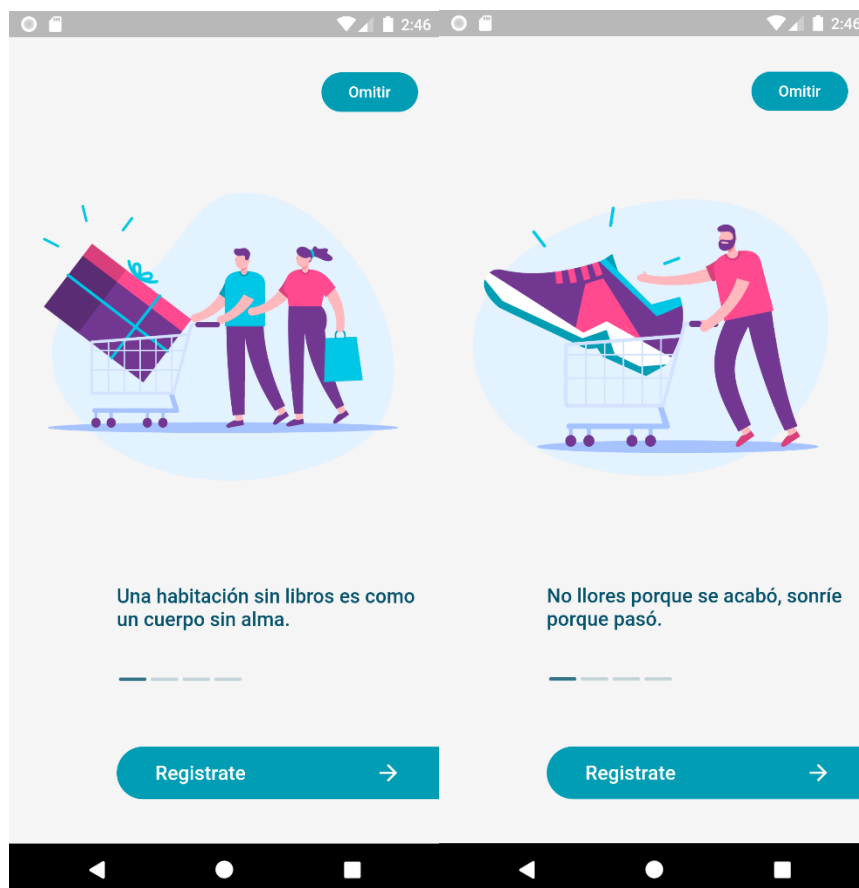 2:46
Omitir
Una habitación sin libros es como
un cuerpo sin alma.
Registrate
2:46
Omitir
No llores porque se acabó, sonríe
porque pasó.
Registrate